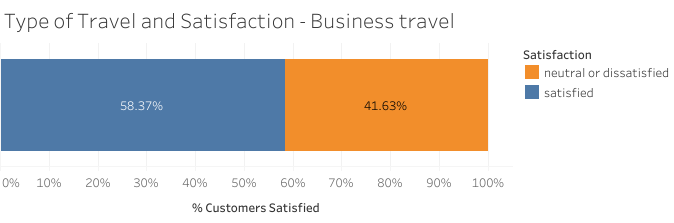 Type of Travel and Satisfaction - Business travel
Satisfaction
neutral or dissatisfied
satisfied
58.37% 41.63%
0% 10% 20% 30% 40% 50% 60% 70% 80% 90% 100%
% Customers Satisfied